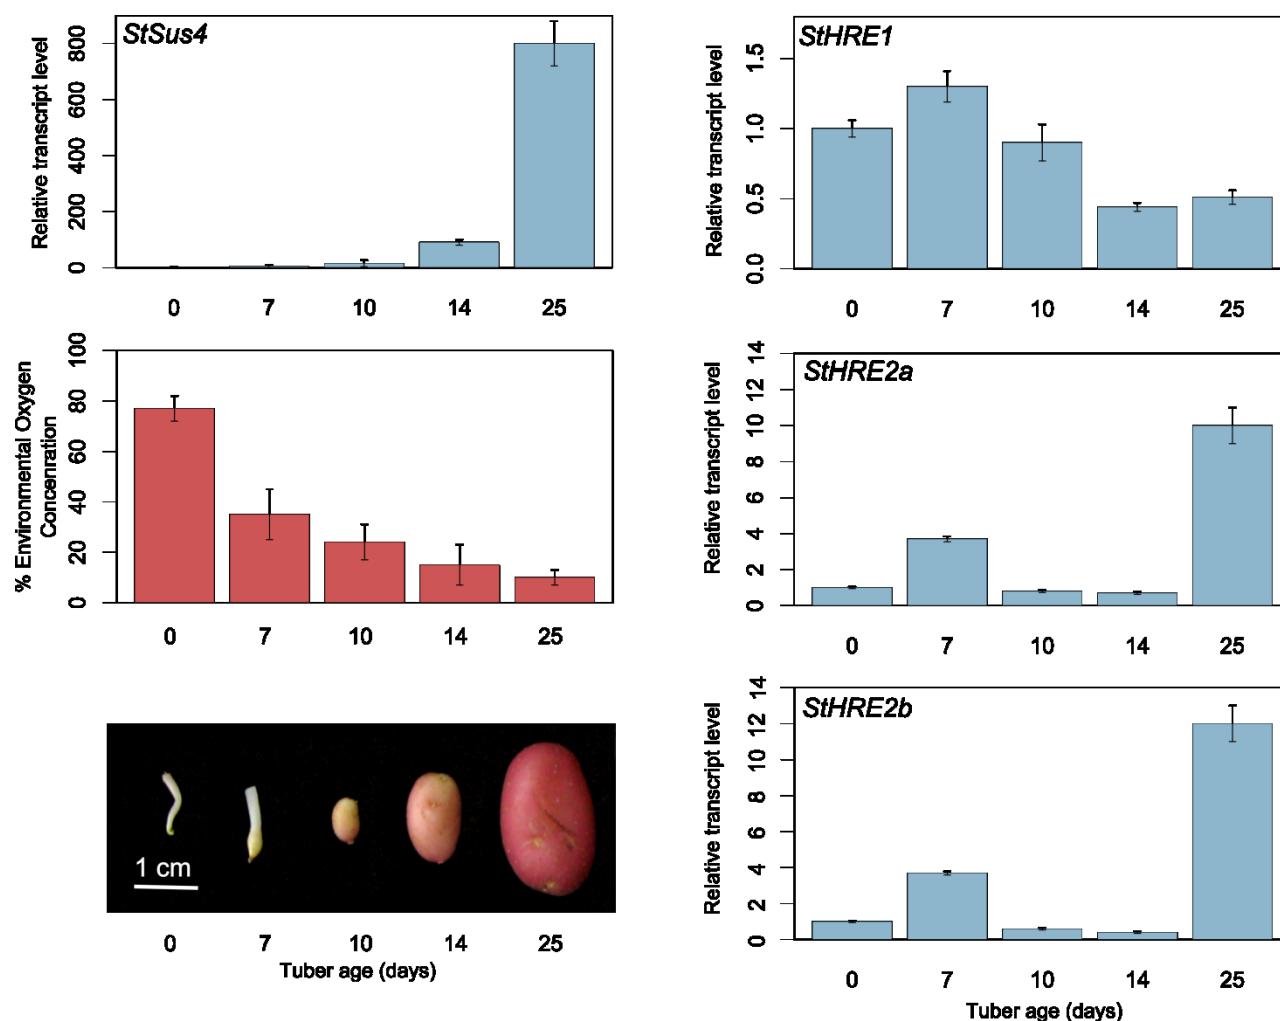 StSus4
Relative transcript level
0
200
400
600
800
0 7 10 14 25
% Environmental Oxygen
Concenration
0
20
40
60
80
100
0 7 10 14 25
1 cm
0 7 10 14 25
Tuber age (days)
StHRE1
Relative transcript level
0.0
0.5
1.0
1.5
0 7 10 14 25
StHRE2a
Relative transcript level
0
2
4
6
8
10
12
14
0 7 10 14 25
StHRE2b
Relative transcript level
0
2
4
6
8
10
12
14
0 7 10 14 25
Tuber age (days)